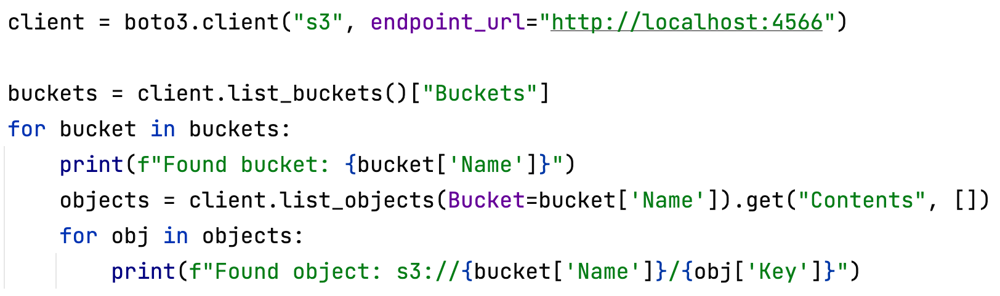 client = boto3.client("s3", endpoint_url="http://localhost:4566")
buckets = client.list_buckets()["Buckets"]
for bucket in buckets:
    print(f"Found bucket: {bucket['Name']}")
    objects = client.list_objects(Bucket=bucket['Name']).get("Contents", [])
    for obj in objects:
        print(f"Found object: s3://{bucket['Name']}/{obj['Key']}")